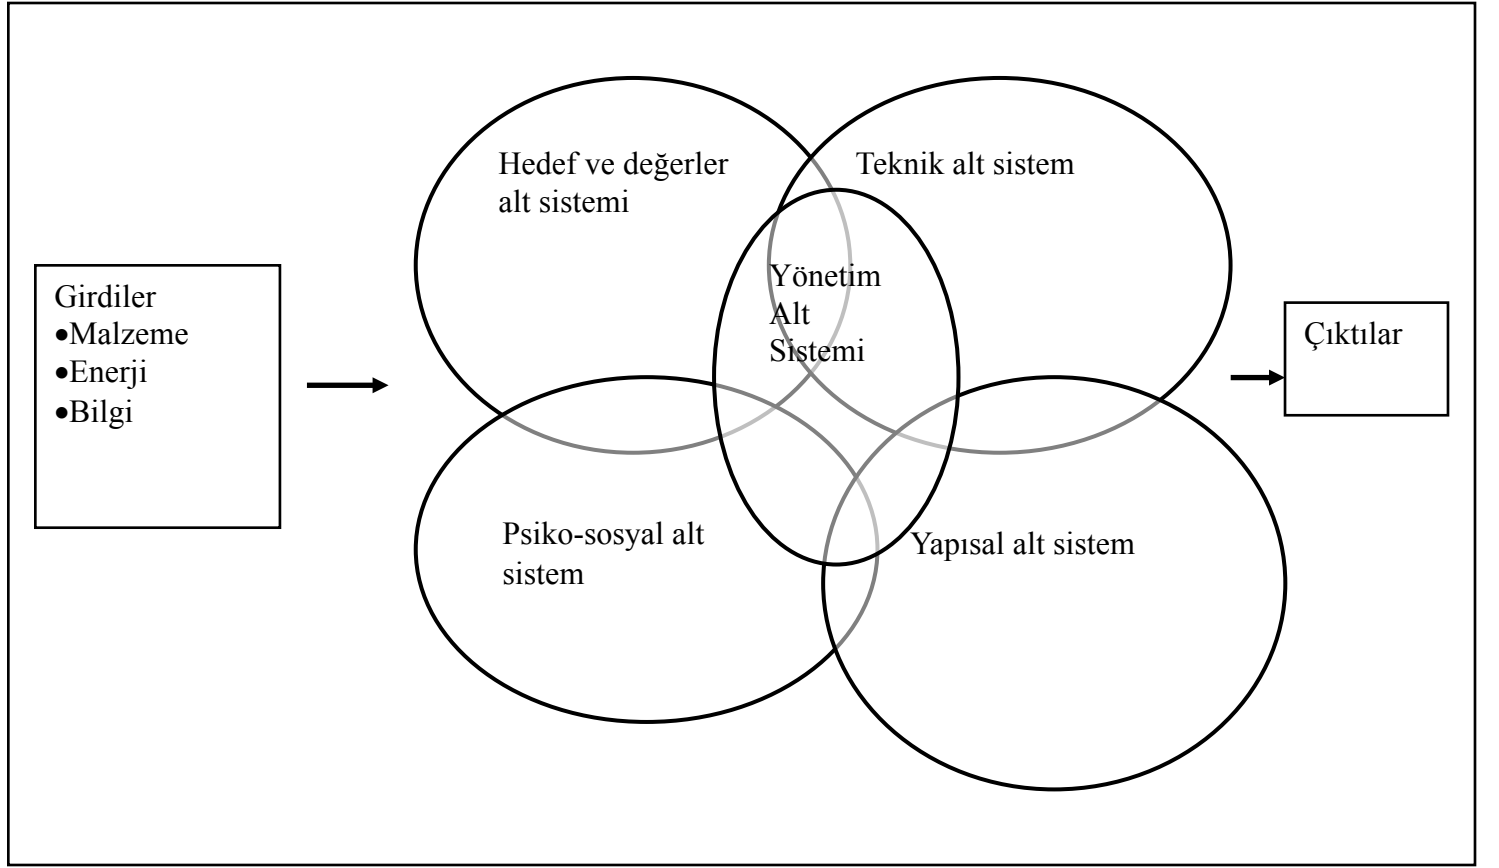 Hedef ve değerler
alt sistemi
Teknik alt sistem
Girdiler
•Malzeme
•Enerji
•Bilgi
Yönetim
Alt
Sistemi
Çıktılar
Psiko-sosyal alt
sistem
Yapısal alt sistem